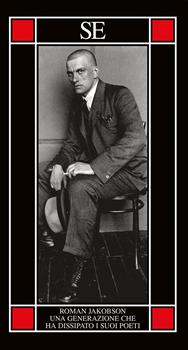 SE
ROMAN JAKOBSON
UNA GENERAZIONE CHE
HA DISSIPATO I SUOI POETI